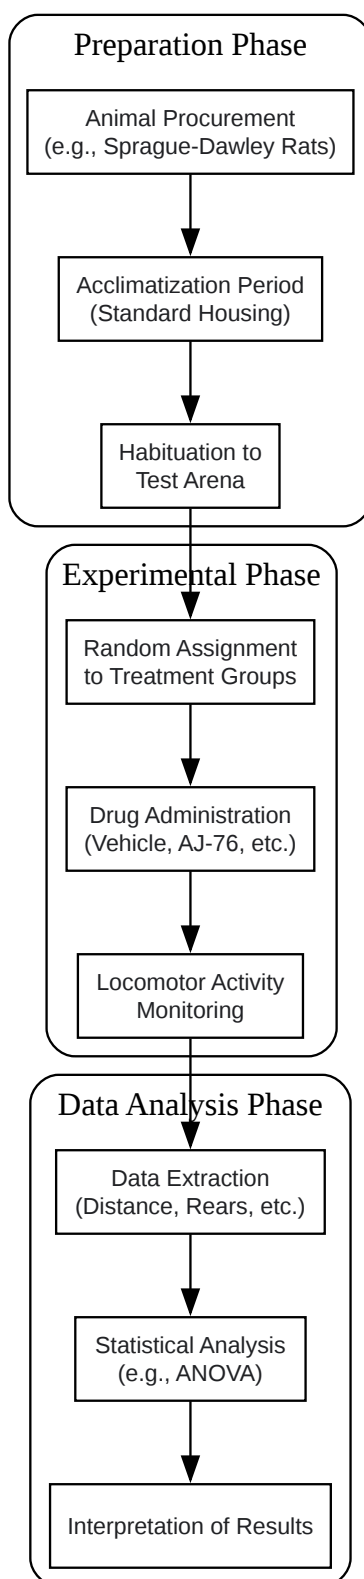 Preparation Phase
Animal Procurement
(e.g., Sprague-Dawley Rats)
Acclimatization Period
(Standard Housing)
Habituation to
Test Arena
Experimental Phase
Random Assignment
to Treatment Groups
Drug Administration
(Vehicle, AJ-76, etc.)
Locomotor Activity
Monitoring
Data Analysis Phase
Data Extraction
(Distance, Rears, etc.)
Statistical Analysis
(e.g., ANOVA)
Interpretation of Results